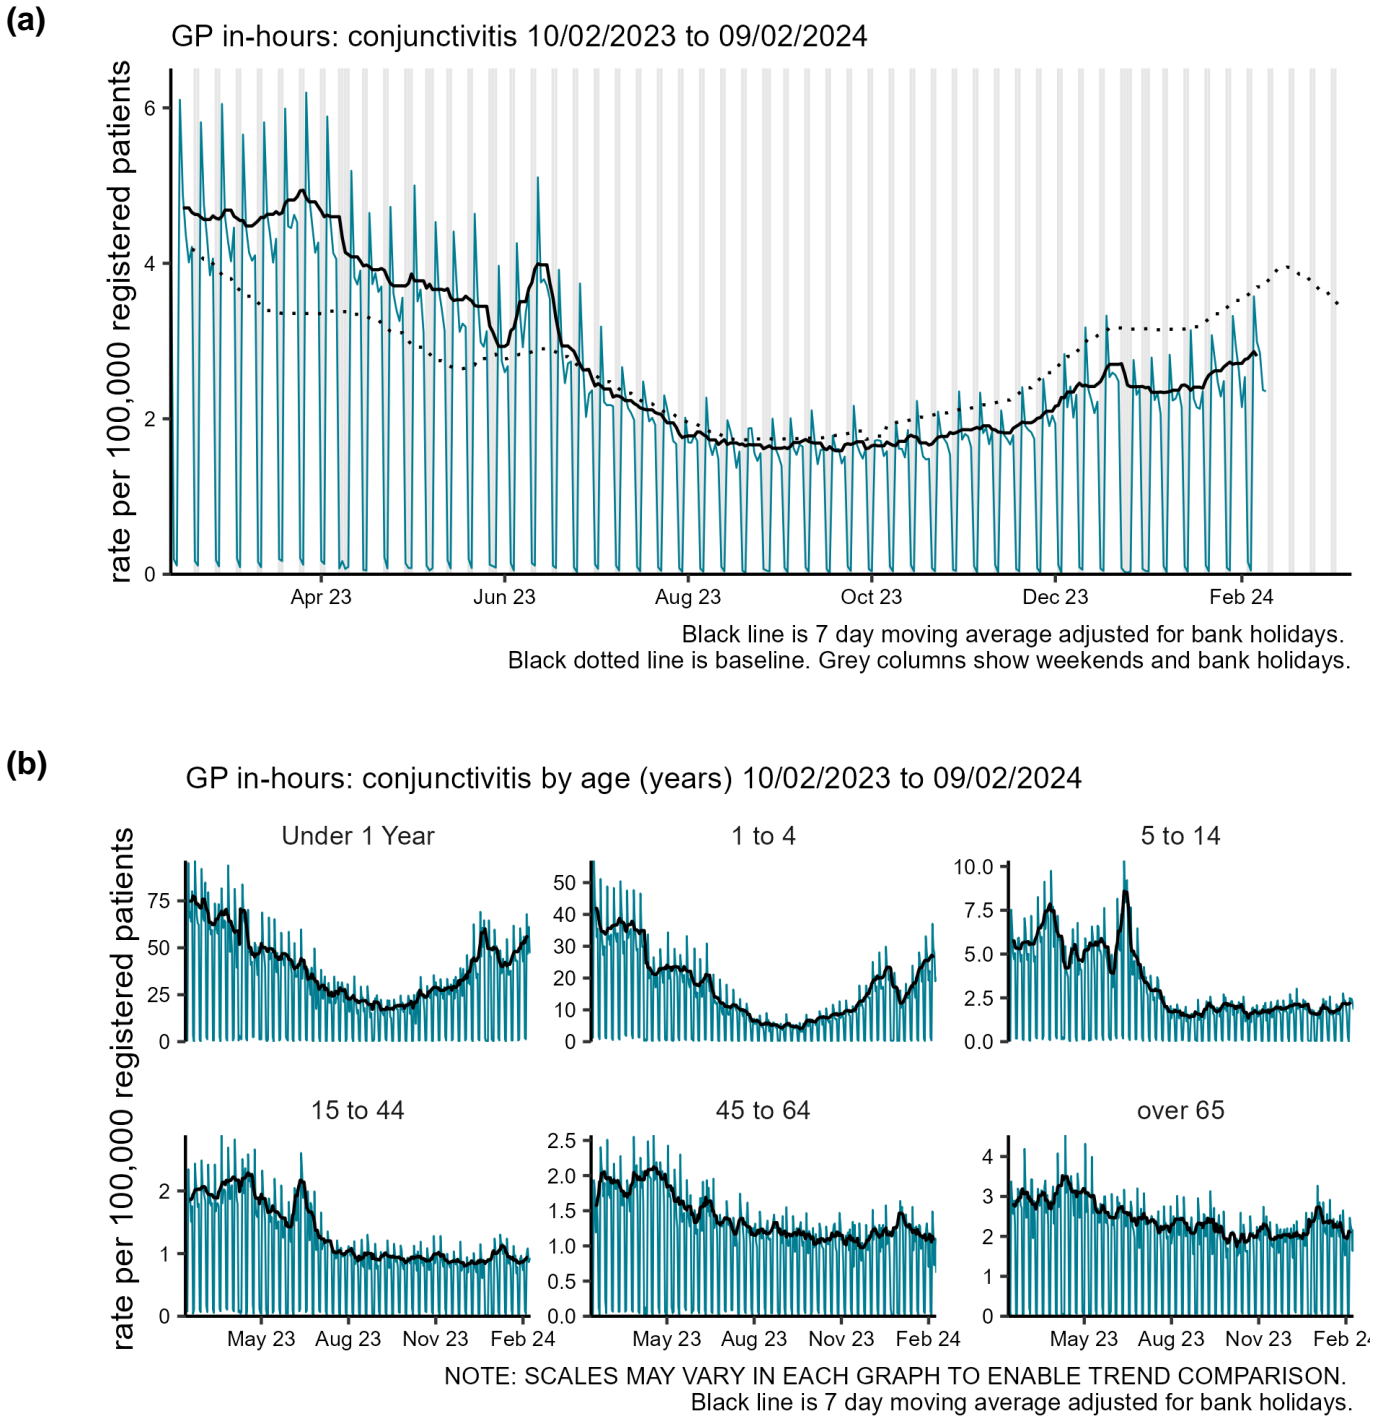 (a)
GP in-hours: conjunctivitis 10/02/2023 to 09/02/2024
rate per 100,000 registered patients
6
4
2
0
Apr 23 Jun 23 Aug 23 Oct 23 Dec 23 Feb 24
Black line is 7 day moving average adjusted for bank holidays.
Black dotted line is baseline. Grey columns show weekends and bank holidays.
(b)
GP in-hours: conjunctivitis by age (years) 10/02/2023 to 09/02/2024
rate per 100,000 registered patients
Under 1 Year
75
50
25
0
1 to 4
50
40
30
20
10
0
5 to 14
10.0
7.5
5.0
2.5
0.0
15 to 44
2
1
0
45 to 64
2.5
2.0
1.5
1.0
0.5
0.0
over 65
4
3
2
1
0
May 23 Aug 23 Nov 23 Feb 24
May 23 Aug 23 Nov 23 Feb 24
May 23 Aug 23 Nov 23 Feb 2
NOTE: SCALES MAY VARY IN EACH GRAPH TO ENABLE TREND COMPARISON.
Black line is 7 day moving average adjusted for bank holidays.